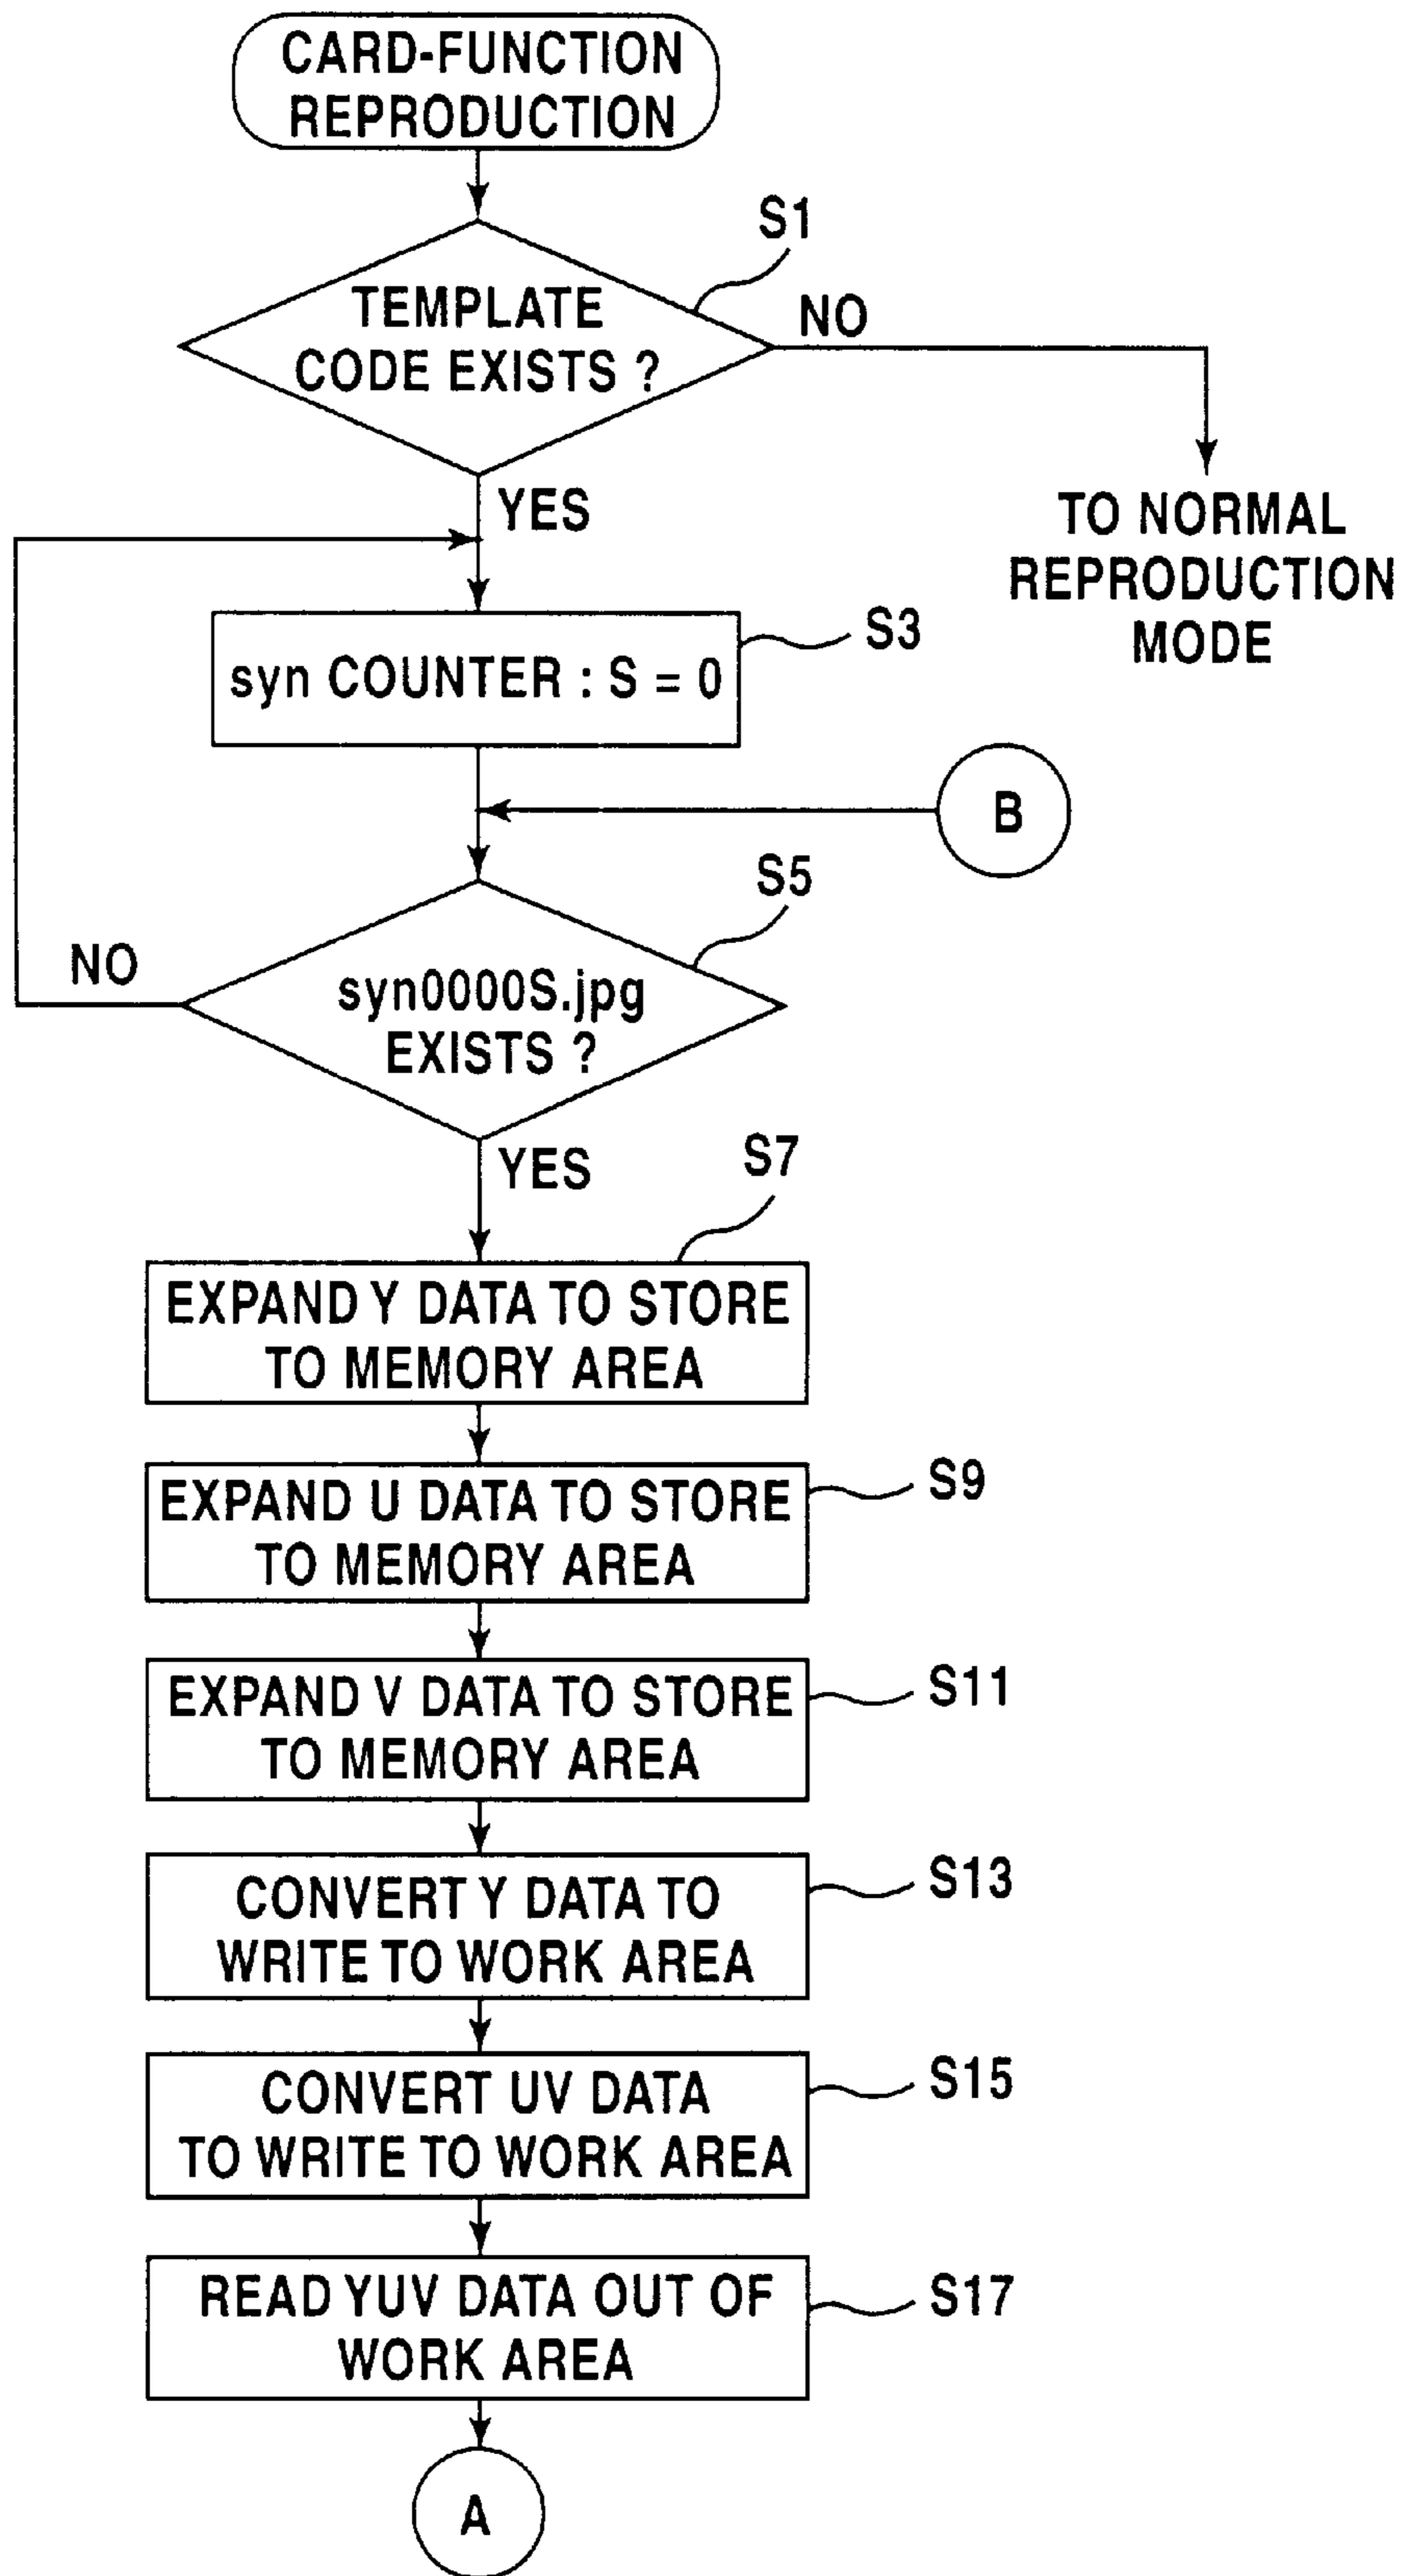 CARD-FUNCTION
REPRODUCTION
S1
TEMPLATE
CODE EXISTS ?
NO
YES
TO NORMAL
REPRODUCTION
MODE
S3
syn COUNTER : S = 0
B
S5
NO
syn0000S.jpg
EXISTS ?
YES
S7
EXPAND Y DATA TO STORE
TO MEMORY AREA
S9
EXPAND U DATA TO STORE
TO MEMORY AREA
S11
EXPAND V DATA TO STORE
TO MEMORY AREA
S13
CONVERT Y DATA TO
WRITE TO WORK AREA
S15
CONVERT UV DATA
TO WRITE TO WORK AREA
S17
READ YUV DATA OUT OF
WORK AREA
A